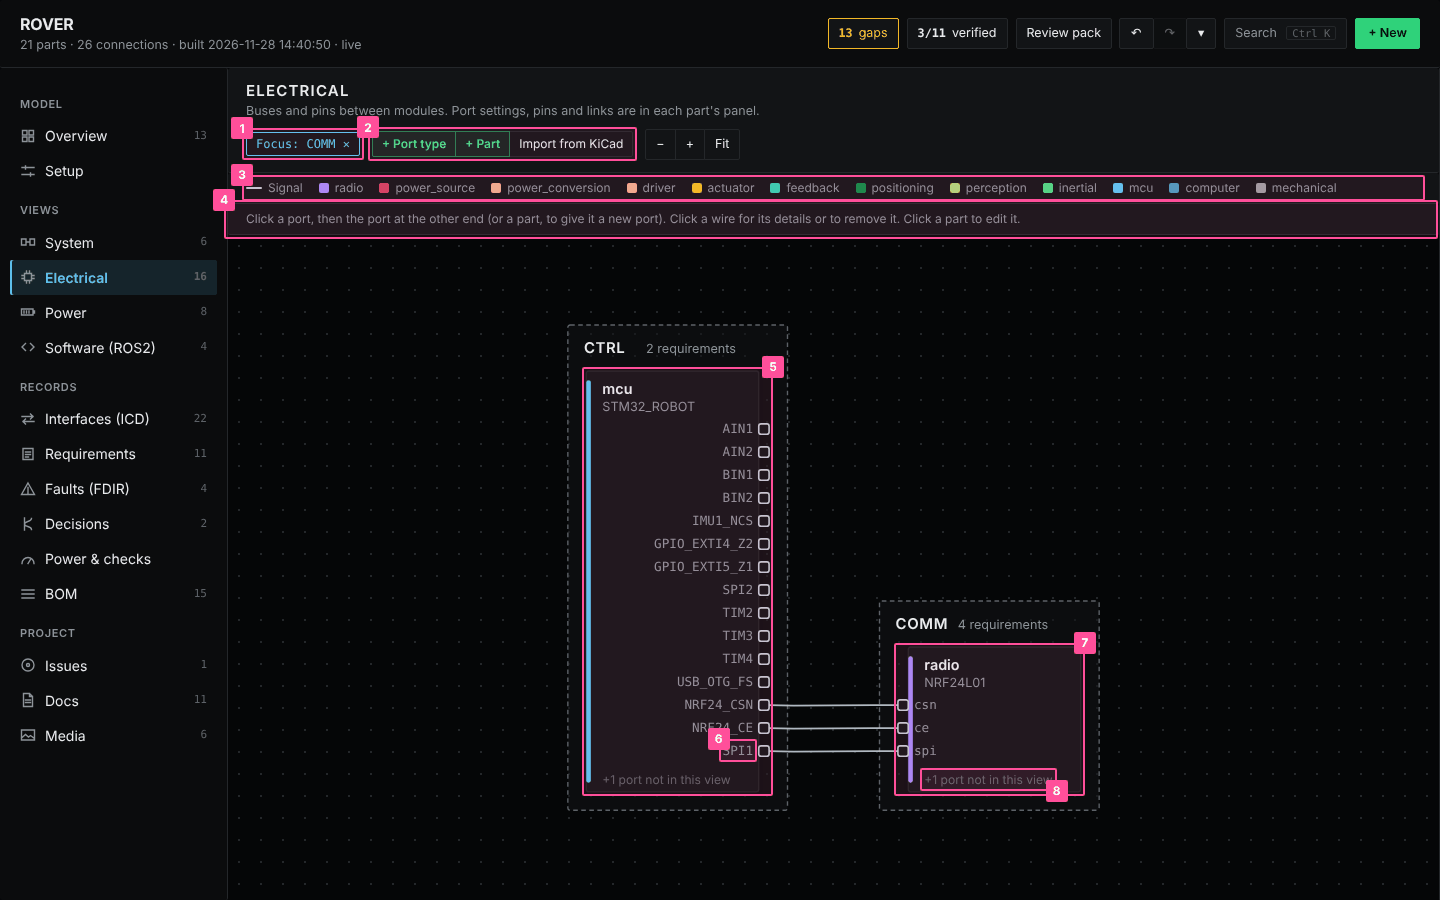 ROVER
21 parts · 26 connections · built 2026-11-28 14:40:50 · live
13 gaps
3/11 verified
Review pack
↶
↷
▾
Search Ctrl K
+ New
MODEL
Overview 13
Setup
VIEWS
System 6
Electrical 16
Power 8
Software (ROS2) 4
RECORDS
Interfaces (ICD) 22
Requirements 11
Faults (FDIR) 4
Decisions 2
Power & checks
BOM 15
PROJECT
Issues 1
Docs 11
Media 6
ELECTRICAL
Buses and pins between modules. Port settings, pins and links are in each part's panel.
1
Focus: COMM ×
2
+ Port type + Part Import from KiCad
− + Fit
3
Signal radio power_source power_conversion driver actuator feedback positioning perception inertial mcu computer mechanical
4
Click a port, then the port at the other end (or a part, to give it a new port). Click a wire for its details or to remove it. Click a part to edit it.
CTRL 2 requirements
5
mcu
STM32_ROBOT
AIN1
AIN2
BIN1
BIN2
IMU1_NCS
GPIO_EXTI4_Z2
GPIO_EXTI5_Z1
SPI2
TIM2
TIM3
TIM4
USB_OTG_FS
NRF24_CSN
NRF24_CE
6
SPI1
+1 port not in this view
COMM 4 requirements
7
radio
NRF24L01
csn
ce
spi
+1 port not in this view
8